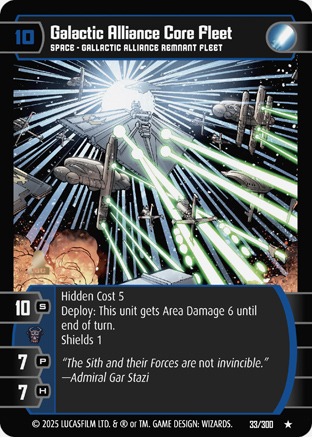 10
Galactic Alliance Core Fleet
SPACE - GALLACTIC ALLIANCE REMNANT FLEET
10 S
Hidden Cost 5
Deploy: This unit gets Area Damage 6 until
end of turn.
Shields 1
7 P
“The Sith and their Forces are not invincible.”
—Admiral Gar Stazi
7 H
© 2025 LUCASFILM LTD. & ® or TM. GAME DESIGN: WIZARDS. 33/300 ★